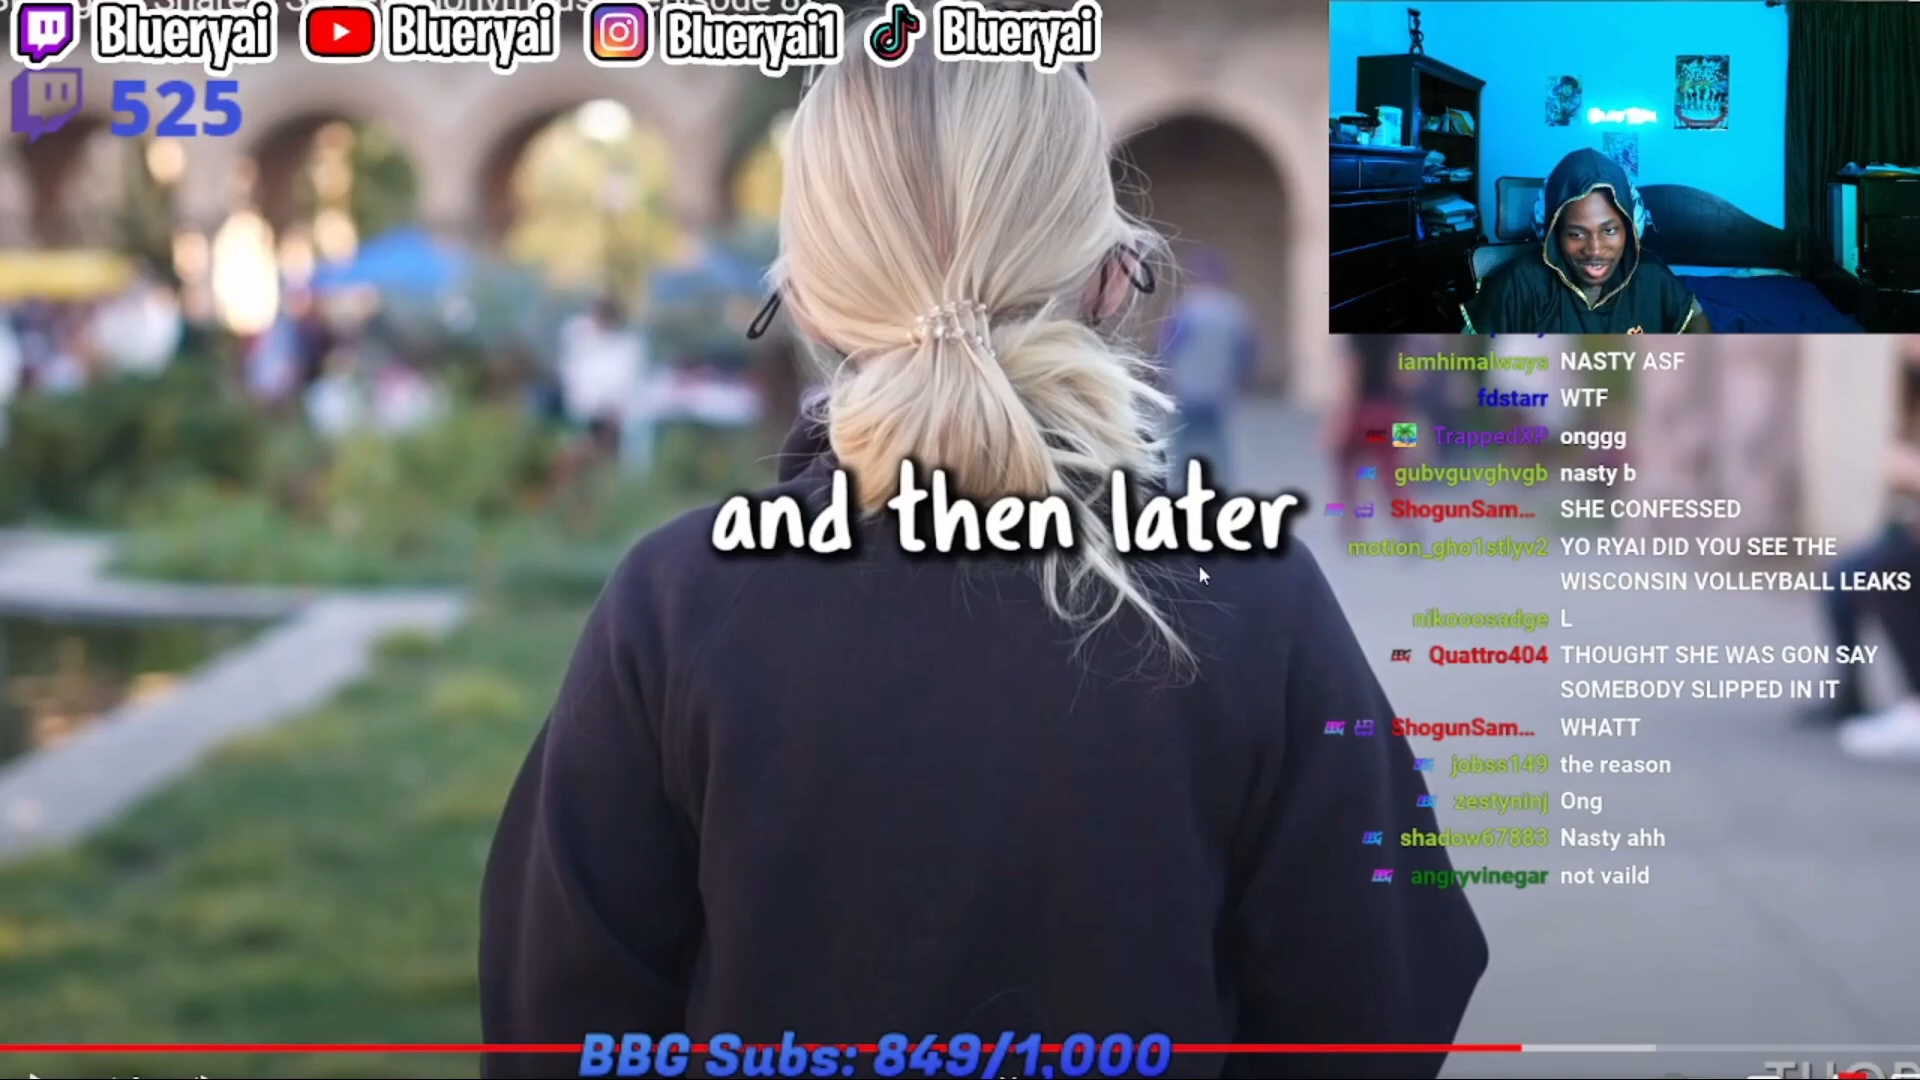 Blueryai
Blueryai
Blueryai1
Blueryai
525
and then later
iamhimalways NASTY ASF
fdstarr WTF
TrappedXP onggg
gubvguvghvgb nasty b
ShogunSam... SHE CONFESSED
motion_gho1stlyv2 YO RYAI DID YOU SEE THE
WISCONSIN VOLLEYBALL LEAKS
nikooosadge L
Quattro404 THOUGHT SHE WAS GON SAY
SOMEBODY SLIPPED IN IT
ShogunSam... WHATT
jobss149 the reason
zestyninj Ong
shadow67883 Nasty ahh
angryvinegar not vaild
BBG Subs: 849/1,000